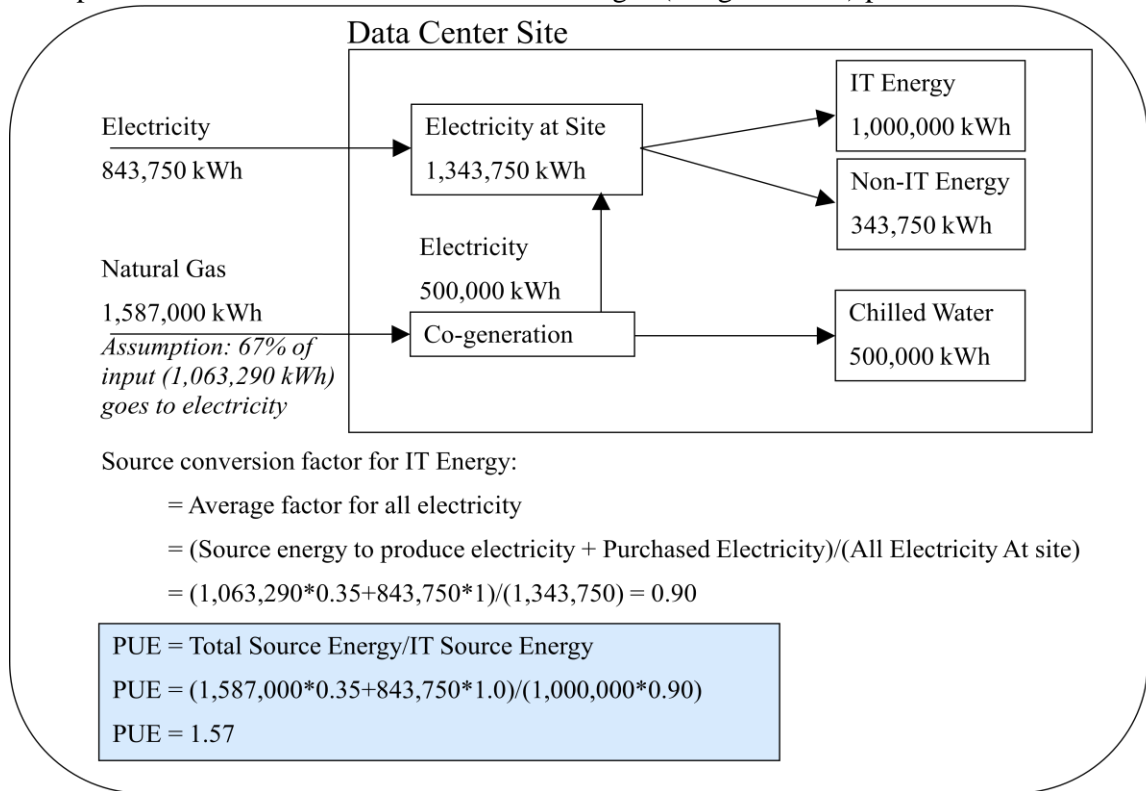 Data Center Site
Electricity
843,750 kWh
Electricity at Site
1,343,750 kWh
IT Energy
1,000,000 kWh
Non-IT Energy
343,750 kWh
Natural Gas
1,587,000 kWh
Assumption: 67% of
input (1,063,290 kWh)
goes to electricity
Electricity
500,000 kWh
Co-generation
Chilled Water
500,000 kWh
Source conversion factor for IT Energy:
= Average factor for all electricity
= (Source energy to produce electricity + Purchased Electricity)/(All Electricity At site)
= (1,063,290*0.35+843,750*1)/(1,343,750) = 0.90
PUE = Total Source Energy/IT Source Energy
PUE = (1,587,000*0.35+843,750*1.0)/(1,000,000*0.90)
PUE = 1.57